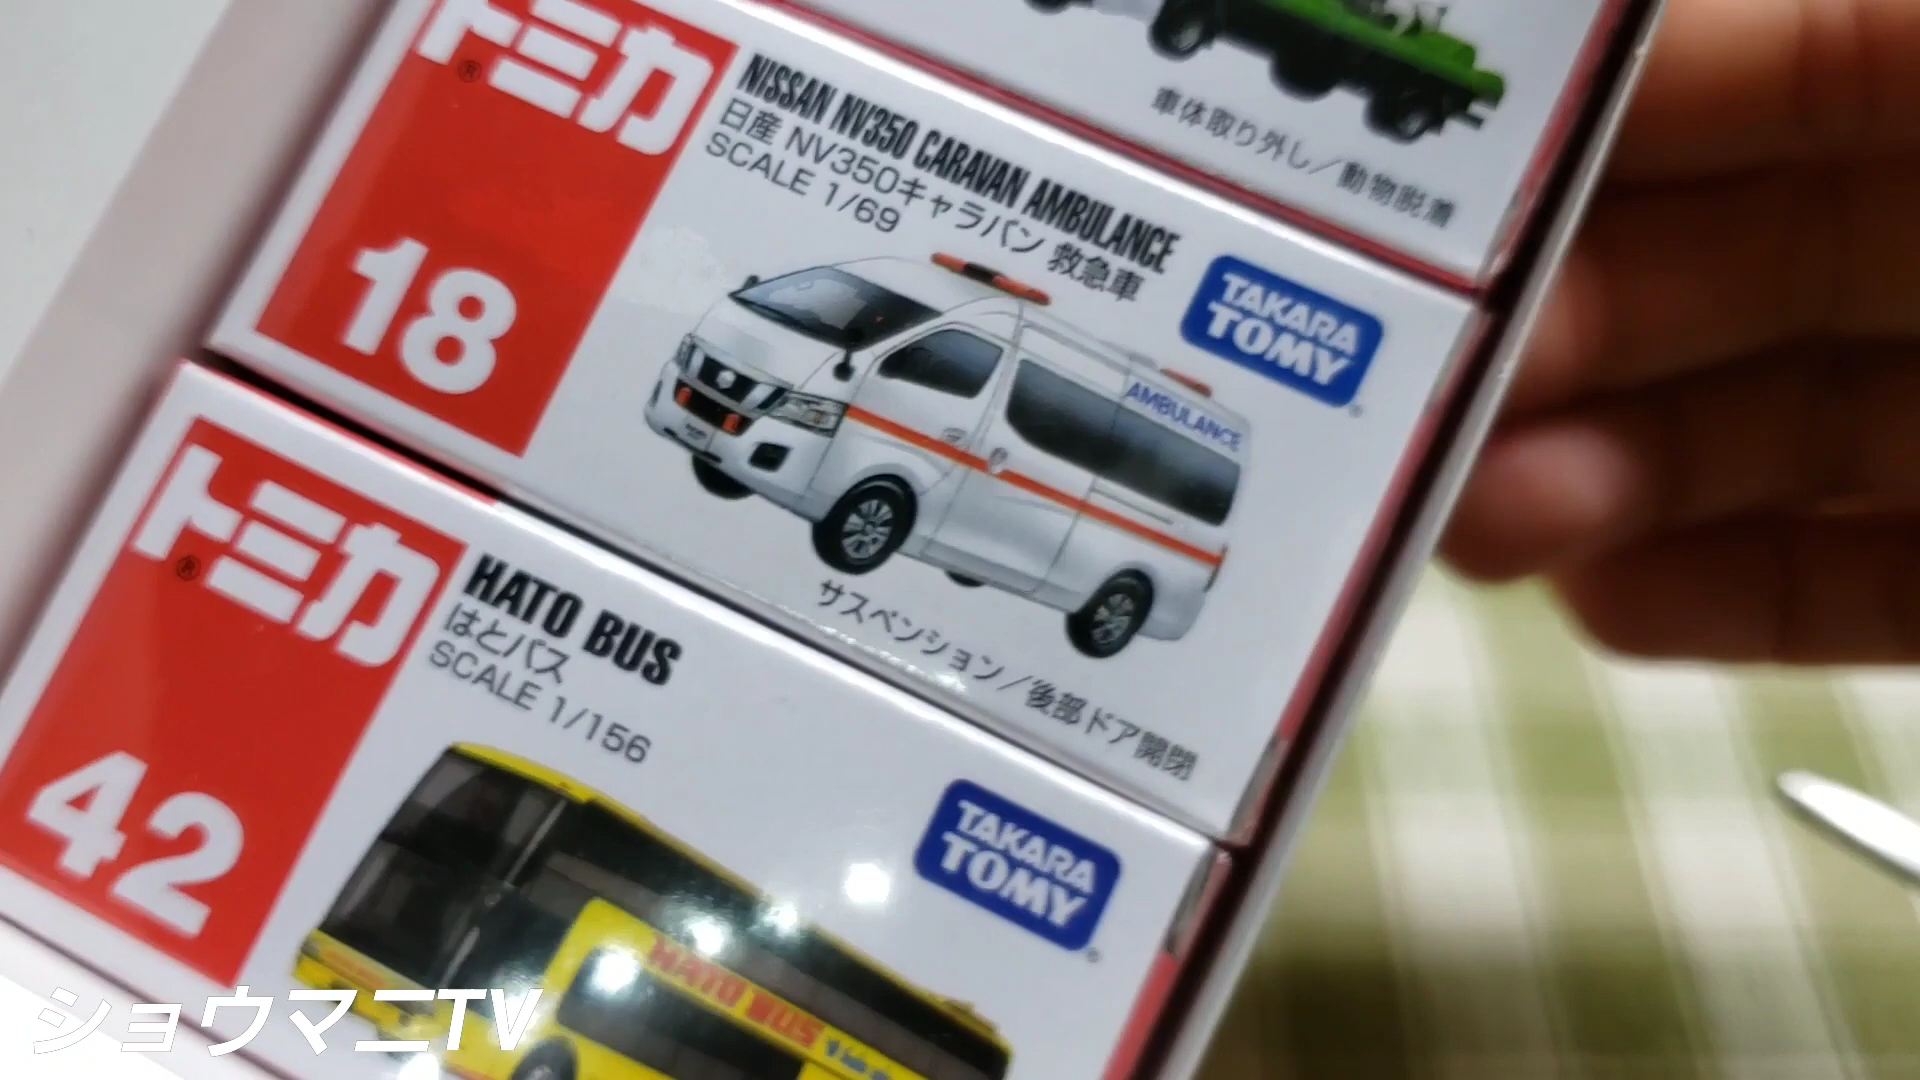 車体取り外し／動物脱着
トミカ
®
18
NISSAN NV350 CARAVAN AMBULANCE
日産 NV350キャラバン 救急車
SCALE 1/69
TAKARA
TOMY
AMBULANCE
サスペンション／後部ドア開閉
トミカ
®
42
HATO BUS
はとバス
SCALE 1/156
TAKARA
TOMY
HATO BUS
ショウマニTV